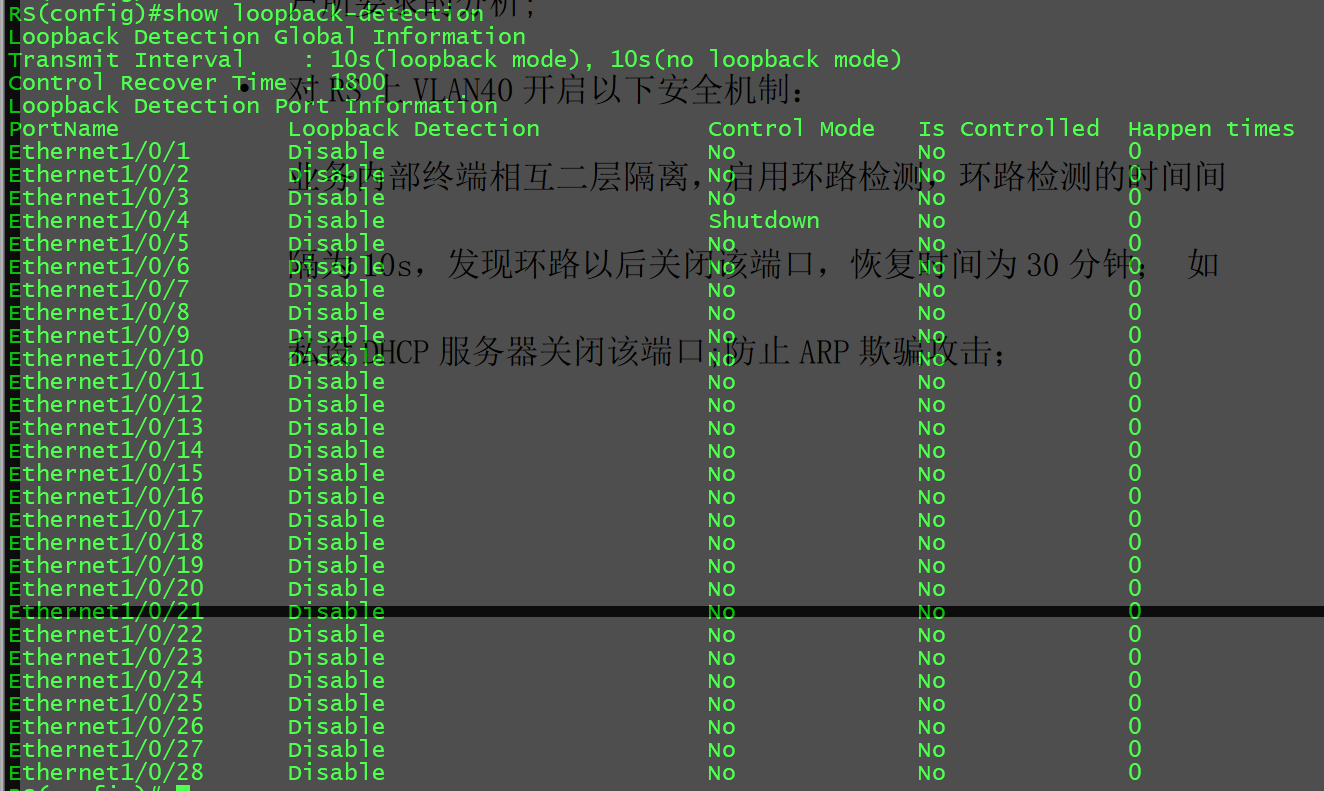 户所要求的分析;
RS(config)#show loopback-detection
Loopback Detection Global Information
Transmit Interval    : 10s(loopback mode), 10s(no loopback mode)
Control Recover Time : 1800
• 对 RS 上 VLAN40 开启以下安全机制:
Loopback Detection Port Information
PortName Loopback Detection Control Mode Is Controlled Happen times
Ethernet1/0/1 Disable No No 0
Ethernet1/0/2 Disable No No 0
业务内部终端相互二层隔离,启用环路检测,环路检测的时间间
Ethernet1/0/3 Disable No No 0
Ethernet1/0/4 Disable Shutdown No 0
Ethernet1/0/5 Disable No No 0
Ethernet1/0/6 Disable No No 0
隔为 10s,发现环路以后关闭该端口,恢复时间为 30 分钟; 如
Ethernet1/0/7 Disable No No 0
Ethernet1/0/8 Disable No No 0
Ethernet1/0/9 Disable No No 0
Ethernet1/0/10 Disable No No 0
私设 DHCP 服务器关闭该端口;防止 ARP 欺骗攻击;
Ethernet1/0/11 Disable No No 0
Ethernet1/0/12 Disable No No 0
Ethernet1/0/13 Disable No No 0
Ethernet1/0/14 Disable No No 0
Ethernet1/0/15 Disable No No 0
Ethernet1/0/16 Disable No No 0
Ethernet1/0/17 Disable No No 0
Ethernet1/0/18 Disable No No 0
Ethernet1/0/19 Disable No No 0
Ethernet1/0/20 Disable No No 0
Ethernet1/0/21 Disable No No 0
Ethernet1/0/22 Disable No No 0
Ethernet1/0/23 Disable No No 0
Ethernet1/0/24 Disable No No 0
Ethernet1/0/25 Disable No No 0
Ethernet1/0/26 Disable No No 0
Ethernet1/0/27 Disable No No 0
Ethernet1/0/28 Disable No No 0
RS(config)#